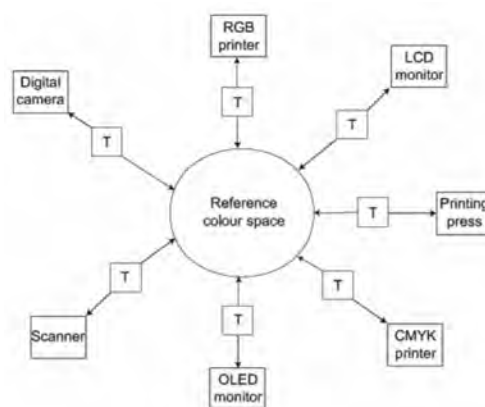 RGB
printer
LCD
monitor
Digital
camera
T
T
T
Reference
colour space
T
Printing
press
T
T
T
Scanner
CMYK
printer
OLED
monitor